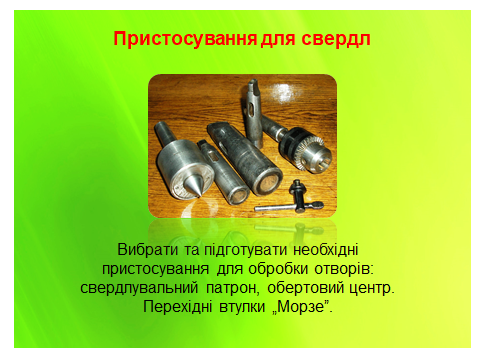 Пристосування для свердл
Вибрати та підготувати необхідні
пристосування для обробки отворів:
свердлувальний патрон, обертовий центр.
Перехідні втулки „Морзе”.